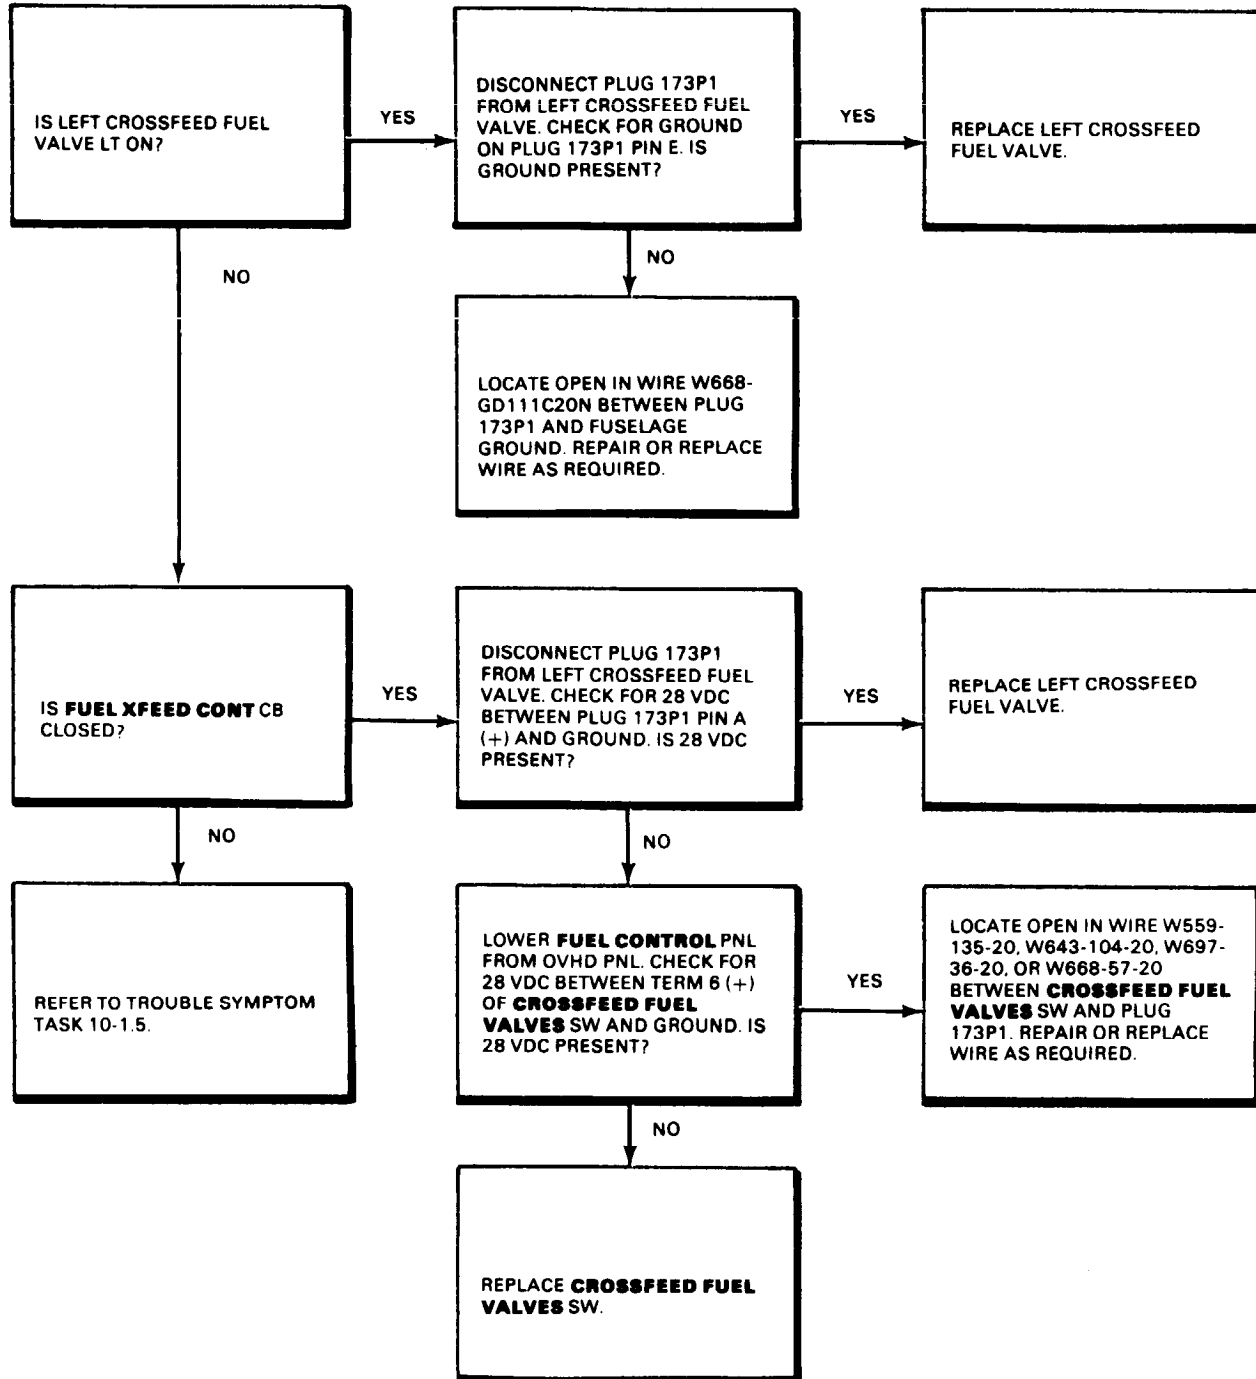 IS LEFT CROSSFEED FUEL
VALVE LT ON?
YES
DISCONNECT PLUG 173P1
FROM LEFT CROSSFEED FUEL
VALVE. CHECK FOR GROUND
ON PLUG 173P1 PIN E. IS
GROUND PRESENT?
YES
REPLACE LEFT CROSSFEED
FUEL VALVE.
NO
NO
LOCATE OPEN IN WIRE W668-
GD111C20N BETWEEN PLUG
173P1 AND FUSELAGE
GROUND. REPAIR OR REPLACE
WIRE AS REQUIRED.
IS FUEL XFEED CONT CB
CLOSED?
YES
DISCONNECT PLUG 173P1
FROM LEFT CROSSFEED FUEL
VALVE. CHECK FOR 28 VDC
BETWEEN PLUG 173P1 PIN A
(+) AND GROUND. IS 28 VDC
PRESENT?
YES
REPLACE LEFT CROSSFEED
FUEL VALVE.
NO
NO
REFER TO TROUBLE SYMPTOM
TASK 10-1.5.
LOWER FUEL CONTROL PNL
FROM OVHD PNL. CHECK FOR
28 VDC BETWEEN TERM 6 (+)
OF CROSSFEED FUEL
VALVES SW AND GROUND. IS
28 VDC PRESENT?
YES
LOCATE OPEN IN WIRE W559-
135-20, W643-104-20, W697-
36-20, OR W668-57-20
BETWEEN CROSSFEED FUEL
VALVES SW AND PLUG
173P1. REPAIR OR REPLACE
WIRE AS REQUIRED.
NO
REPLACE CROSSFEED FUEL
VALVES SW.